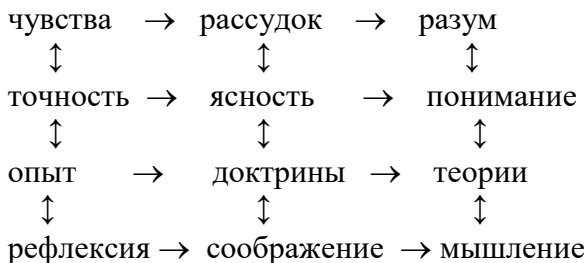 чувства → рассудок → разум
↕ ↕ ↕
точность → ясность → понимание
↕ ↕ ↕
опыт → доктрины → теории
↕ ↕ ↕
рефлексия → соображение → мышление